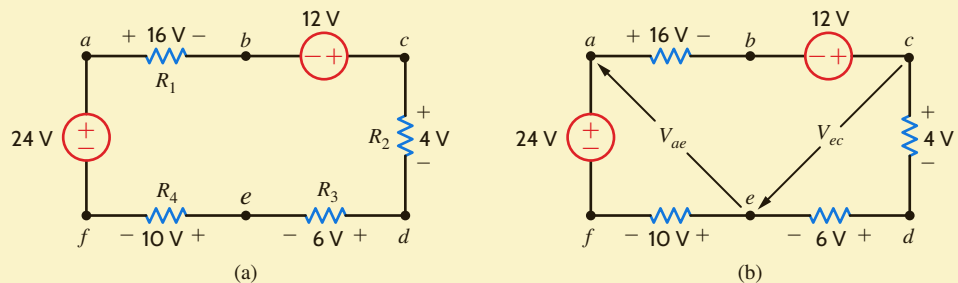 12 V 12 V
a + 16 V − b c a + 16 V − b c
− + − +
R1
+ +
24 V + − R2 4 V 24 V + − Vae Vec 4 V
− −
R4 e R3 e
f − 10 V + − 6 V + d f − 10 V + − 6 V + d
(a) (b)